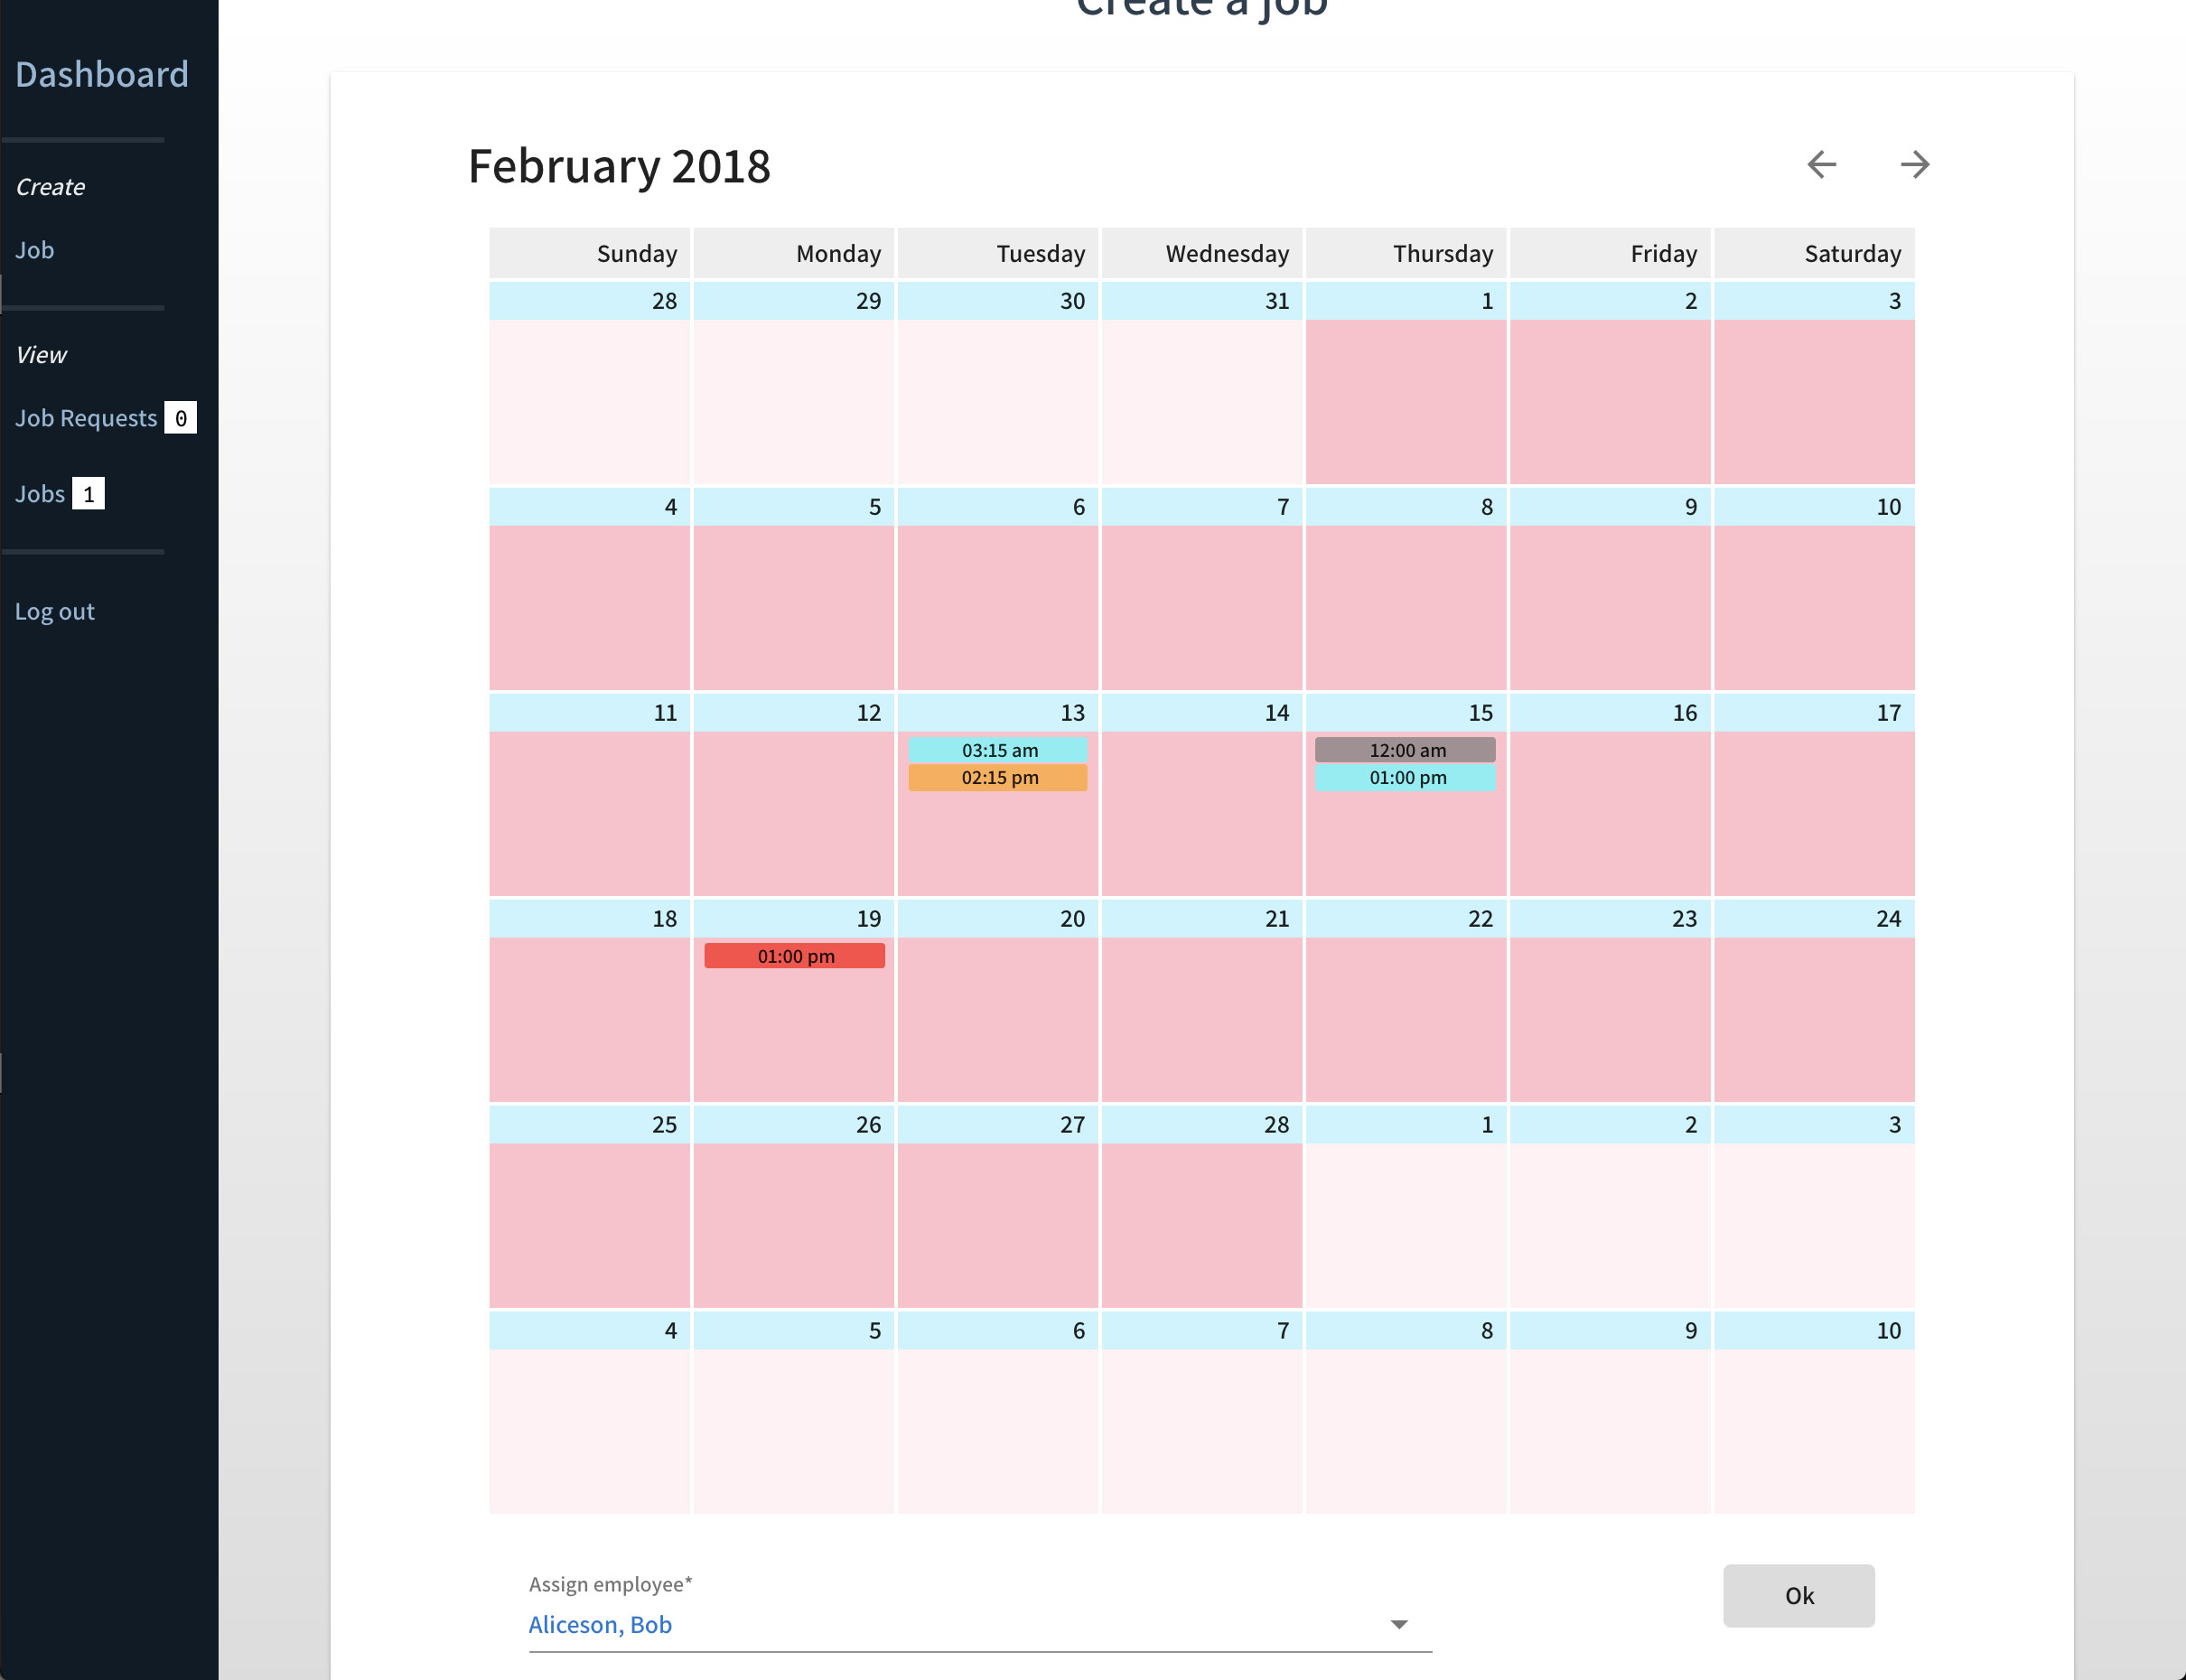 Create a job
Dashboard
Create
Job
View
Job Requests 0
Jobs 1
Log out
February 2018
Sunday Monday Tuesday Wednesday Thursday Friday Saturday
28 29 30 31 1 2 3
4 5 6 7 8 9 10
11 12 13 14 15 16 17
03:15 am 12:00 am
02:15 pm 01:00 pm
18 19 20 21 22 23 24
01:00 pm
25 26 27 28 1 2 3
4 5 6 7 8 9 10
Assign employee*
Aliceson, Bob
Ok